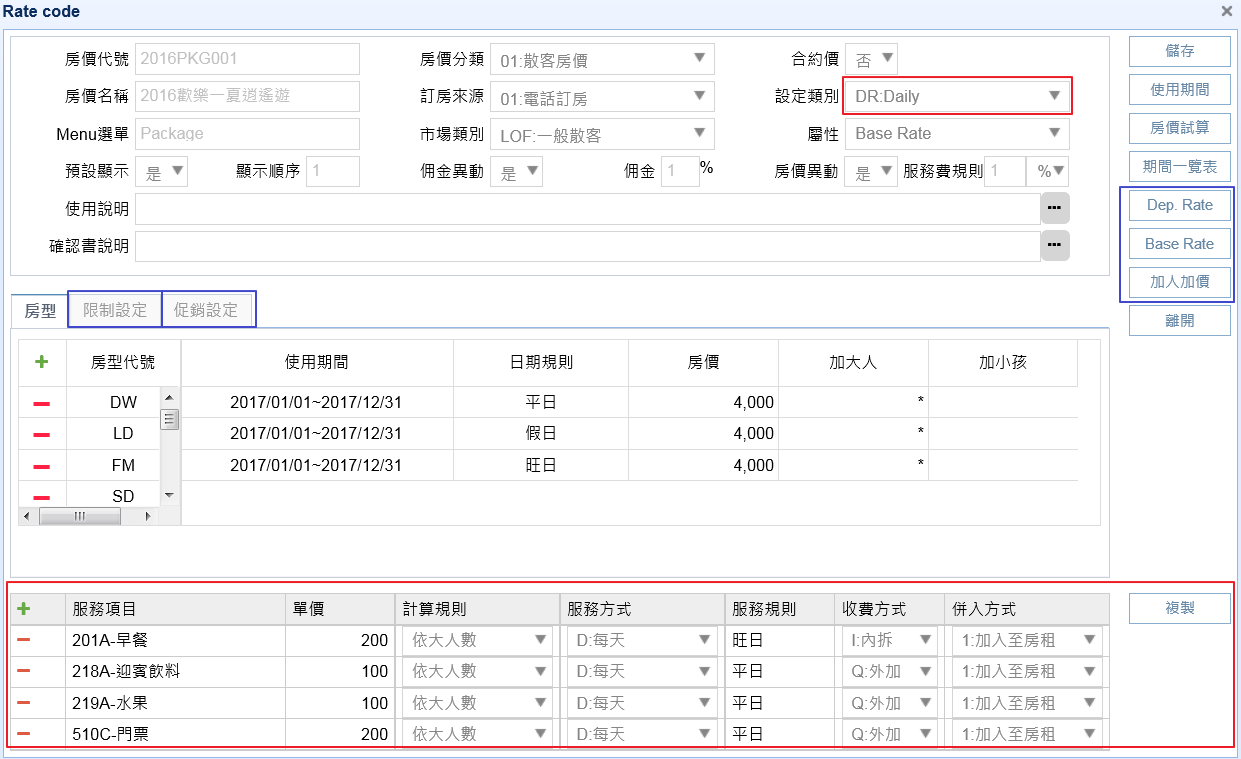 Rate code
房價代號 2016PKG001 房價分類 01:散客房價 合約價 否 儲存
房價名稱 2016歡樂一夏逍遙遊 訂房來源 01:電話訂房 設定類別 DR:Daily 使用期間
Menu選單 Package 市場類別 LOF:一般散客 屬性 Base Rate 房價試算
預設顯示 是 顯示順序 1 佣金異動 是 佣金 1 % 房價異動 是 服務費規則 1 % 期間一覽表
使用說明 ... Dep. Rate
確認書說明 ... Base Rate
加人加價
房型 限制設定 促銷設定 離開
房型代號 使用期間 日期規則 房價 加大人 加小孩
DW 2017/01/01~2017/12/31 平日 4,000 *
LD 2017/01/01~2017/12/31 假日 4,000 *
FM 2017/01/01~2017/12/31 旺日 4,000 *
SD
服務項目 單價 計算規則 服務方式 服務規則 收費方式 併入方式 複製
201A-早餐 200 依大人數 D:每天 旺日 I:內拆 1:加入至房租
218A-迎賓飲料 100 依大人數 D:每天 平日 Q:外加 1:加入至房租
219A-水果 100 依大人數 D:每天 平日 Q:外加 1:加入至房租
510C-門票 200 依大人數 D:每天 平日 Q:外加 1:加入至房租